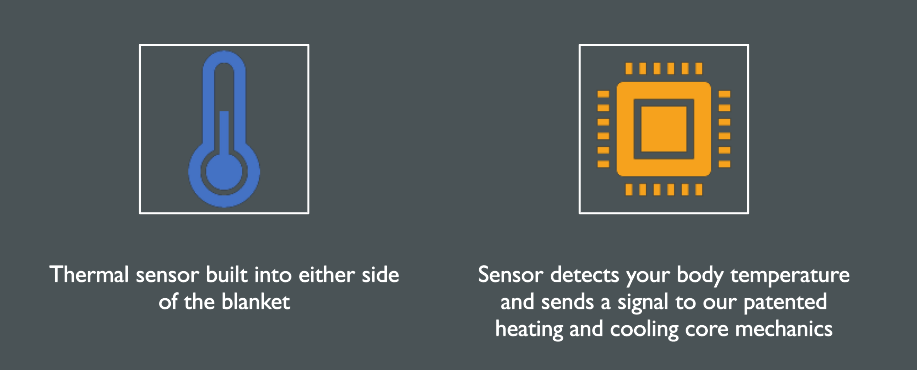 Thermal sensor built into either side
of the blanket
Sensor detects your body temperature
and sends a signal to our patented
heating and cooling core mechanics